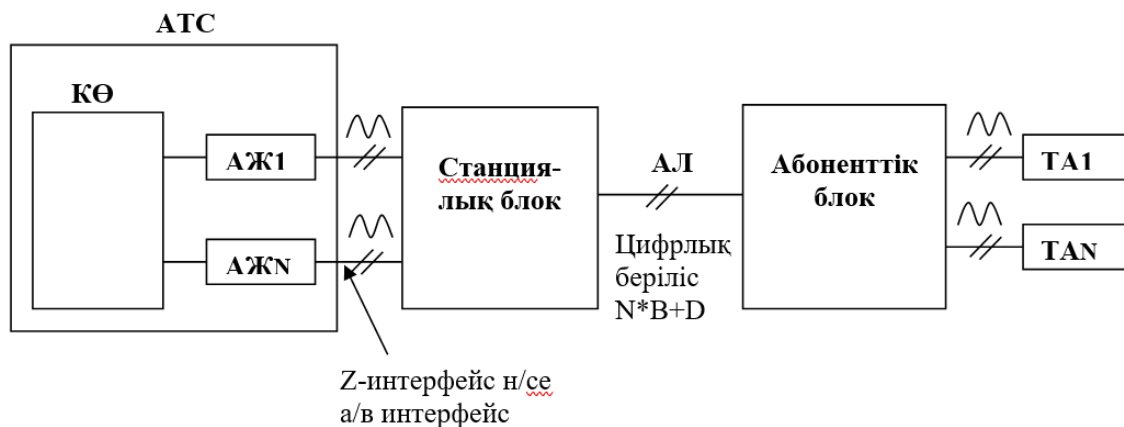 АТС
КӨ
АЖ1
АЖN
Станция-
лық блок
АЛ
Цифрлық
беріліс
N*B+D
Абоненттік
блок
ТА1
ТАN
Z-интерфейс н/се
а/в интерфейс